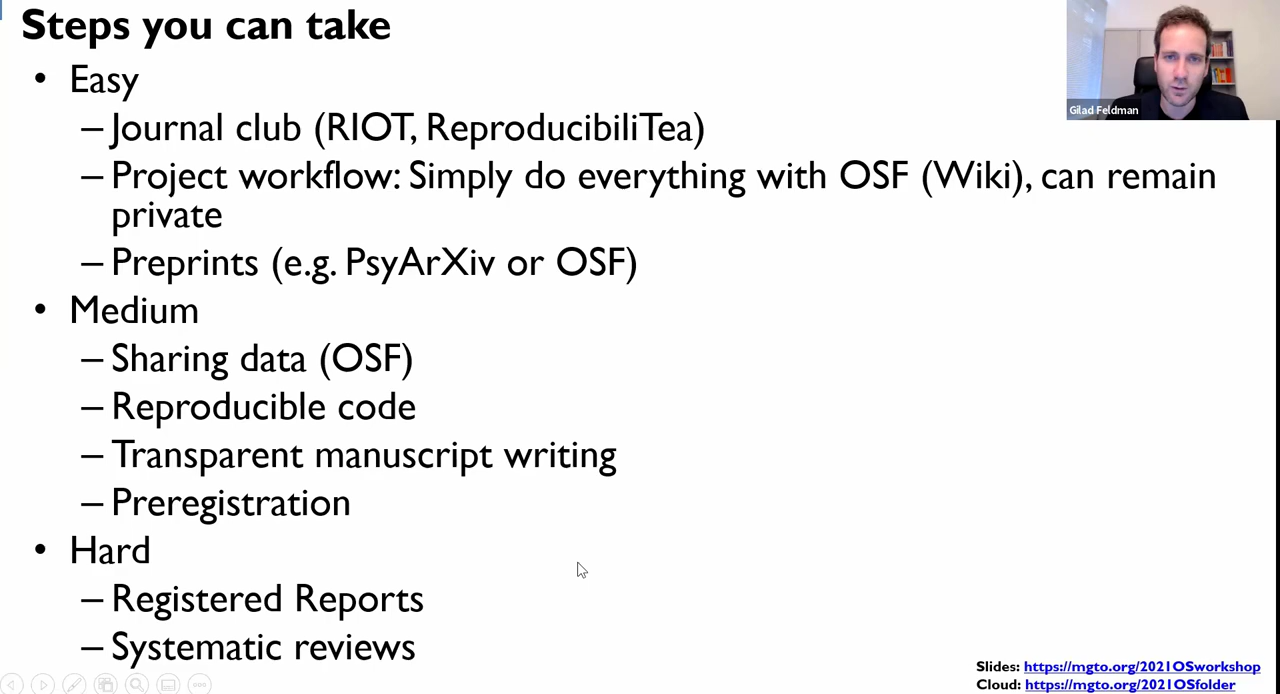 Steps you can take
Gilad Feldman
• Easy
– Journal club (RIOT, ReproducibiliTea)
– Project workflow: Simply do everything with OSF (Wiki), can remain
private
– Preprints (e.g. PsyArXiv or OSF)
• Medium
– Sharing data (OSF)
– Reproducible code
– Transparent manuscript writing
– Preregistration
• Hard
– Registered Reports
– Systematic reviews
Slides: https://mgto.org/2021OSworkshop
Cloud: https://mgto.org/2021OSfolder